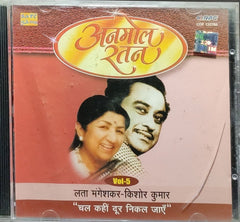 अनमोल
रतन
Vol-5
लता मंगेशकर-किशोर कुमार
"चल कहीं दूर निकल जाएँ"